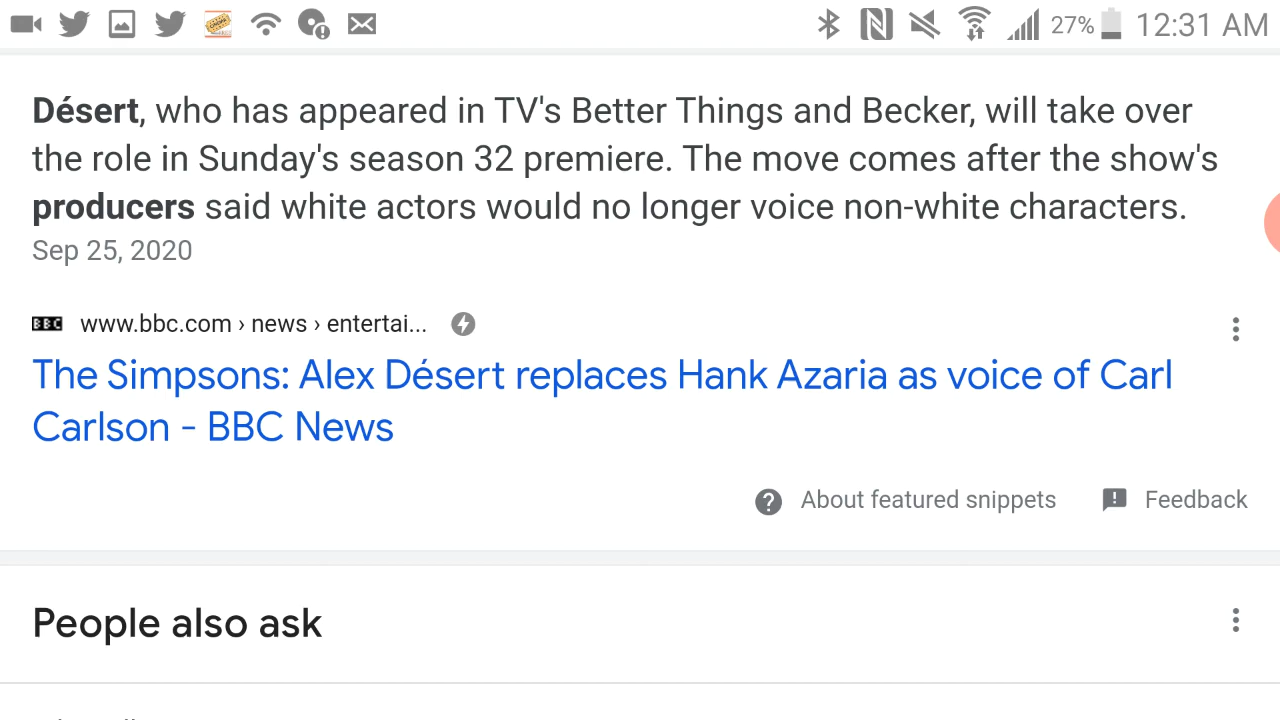 27% 12:31 AM
Désert, who has appeared in TV's Better Things and Becker, will take over
the role in Sunday's season 32 premiere. The move comes after the show's
producers said white actors would no longer voice non-white characters.
Sep 25, 2020
BBC www.bbc.com › news › entertai...
The Simpsons: Alex Désert replaces Hank Azaria as voice of Carl
Carlson - BBC News
About featured snippets Feedback
People also ask